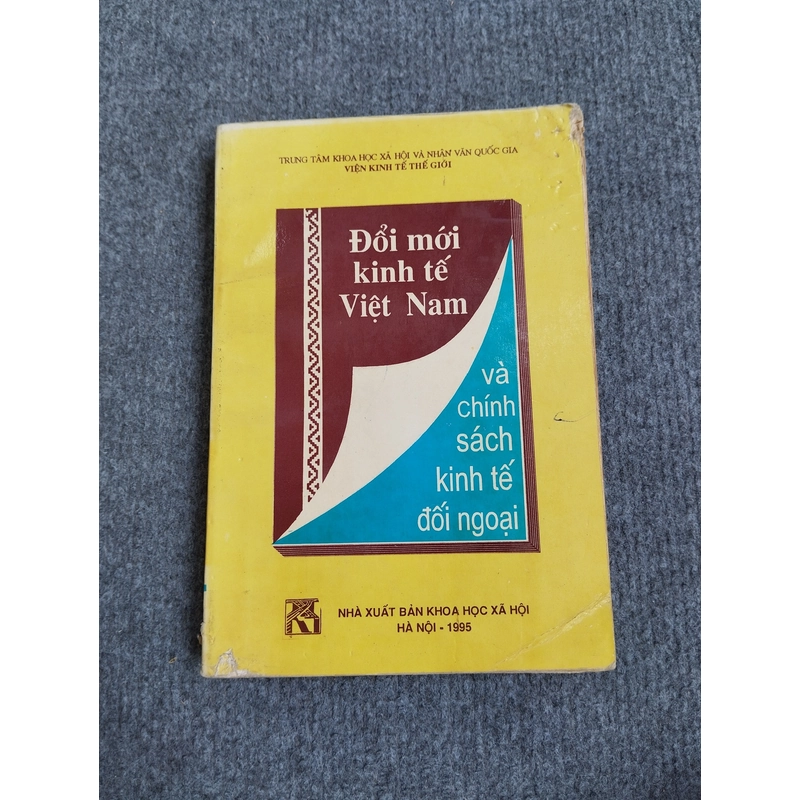 TRUNG TÂM KHOA HỌC XÃ HỘI VÀ NHÂN VĂN QUỐC GIA
VIỆN KINH TẾ THẾ GIỚI
Đổi mới
kinh tế
Việt Nam
và
chính
sách
kinh tế
đối ngoại
NHÀ XUẤT BẢN KHOA HỌC XÃ HỘI
HÀ NỘI - 1995